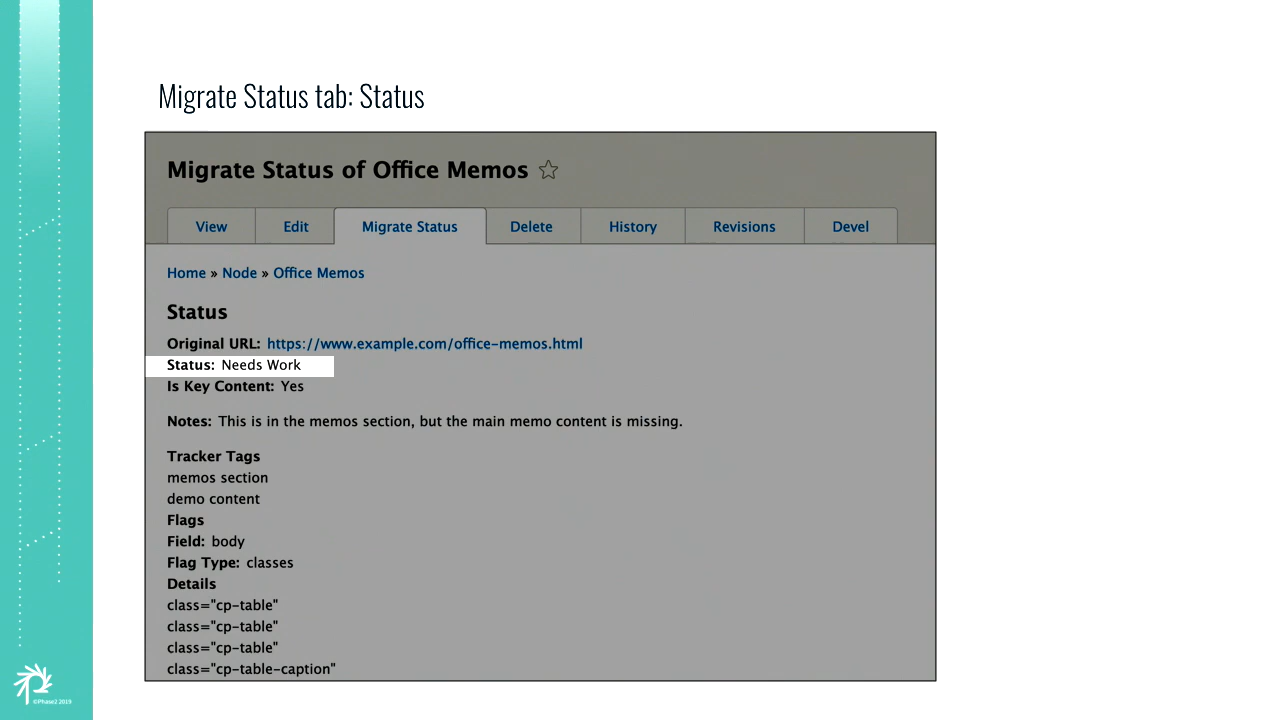 Migrate Status tab: Status
Migrate Status of Office Memos
View Edit Migrate Status Delete History Revisions Devel
Home » Node » Office Memos
Status
Original URL: https://www.example.com/office-memos.html
Status: Needs Work
Is Key Content: Yes
Notes: This is in the memos section, but the main memo content is missing.
Tracker Tags
memos section
demo content
Flags
Field: body
Flag Type: classes
Details
class="cp-table"
class="cp-table"
class="cp-table"
class="cp-table-caption"
©Phase2 2019